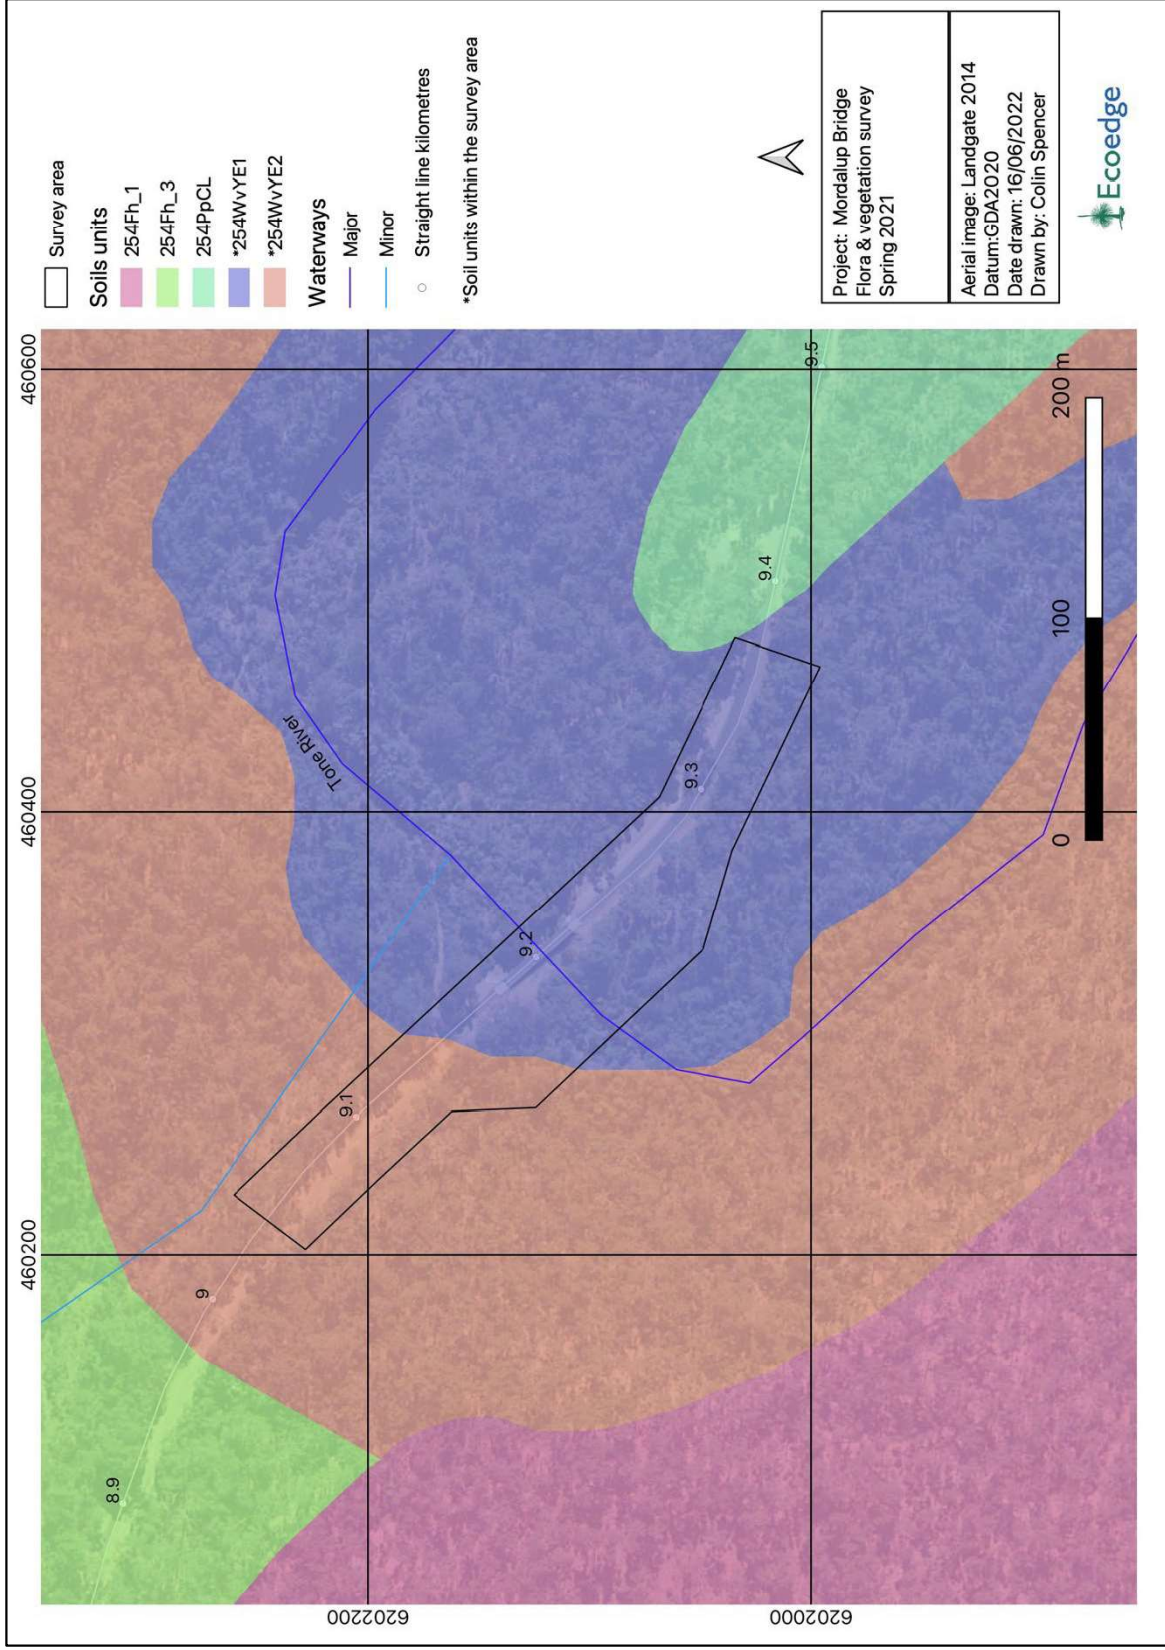 460200
460400
460600
6202200
6202000
8.9
9
9.1
9.2
9.3
9.4
9.5
Tone River
0
100
200 m
Survey area
Soils units
254Fh_1
254Fh_3
254PpCL
*254WvYE1
*254WvYE2
Waterways
Major
Minor
Straight line kilometres
*Soil units within the survey area
Project: Mordalup Bridge
Flora & vegetation survey
Spring 2021
Aerial image: Landgate 2014
Datum:GDA2020
Date drawn: 16/06/2022
Drawn by: Colin Spencer
Ecoedge